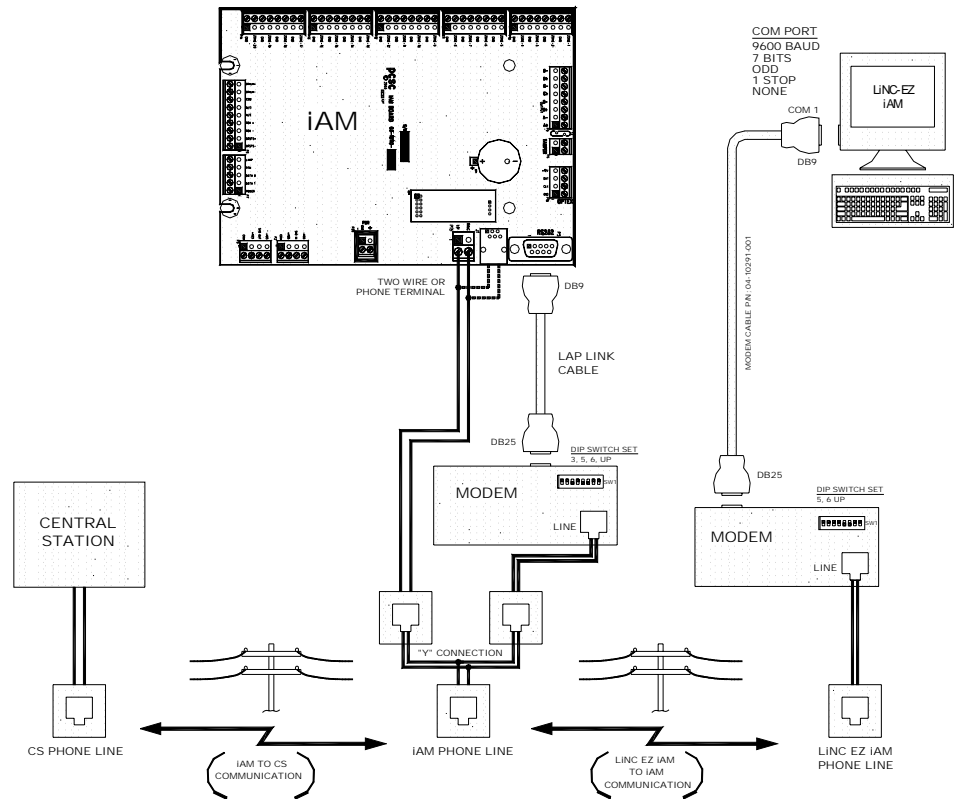 COM PORT
9600 BAUD
7 BITS
ODD
1 STOP
NONE
COM 1
LiNC-EZ
iAM
DB9
PCSC
iAM
RS232
TWO WIRE OR
PHONE TERMINAL
DB9
MODEM CABLE P/N: 04-10291-001
LAP LINK
CABLE
DB25
DIP SWITCH SET
3, 5, 6, UP
SW1
MODEM
LINE
DB25
DIP SWITCH SET
5, 6 UP
SW1
MODEM
LINE
CENTRAL
STATION
"Y" CONNECTION
CS PHONE LINE
iAM PHONE LINE
LiNC EZ iAM
PHONE LINE
iAM TO CS
COMMUNICATION
LiNC EZ iAM
TO iAM
COMMUNICATION